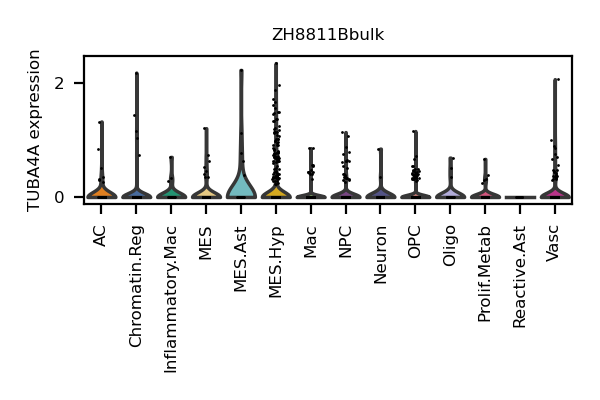 ZH8811Bbulk
TUBA4A expression
2
0
AC
Chromatin.Reg
Inflammatory.Mac
MES
MES.Ast
MES.Hyp
Mac
NPC
Neuron
OPC
Oligo
Prolif.Metab
Reactive.Ast
Vasc